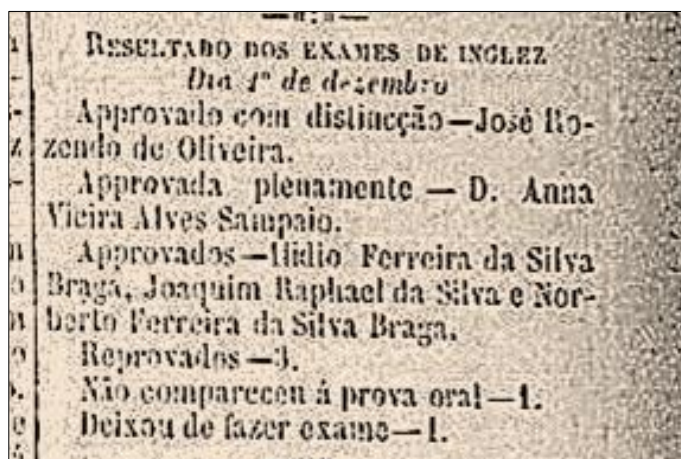 RESULTADO DOS EXAMES DE INGLEZ
Dia 1º de dezembro
Approvado com distincção—José Ro-
zendo de Oliveira.
Approvada plenamente — D. Anna
Vieira Alves Sampaio.
Approvados—Ilidio Ferreira da Silva
Braga, Joaquim Raphael da Silva e Nor-
berto Ferreira da Silva Braga.
Reprovados—3.
Não compareceu á prova oral—1.
Deixou de fazer exame—1.